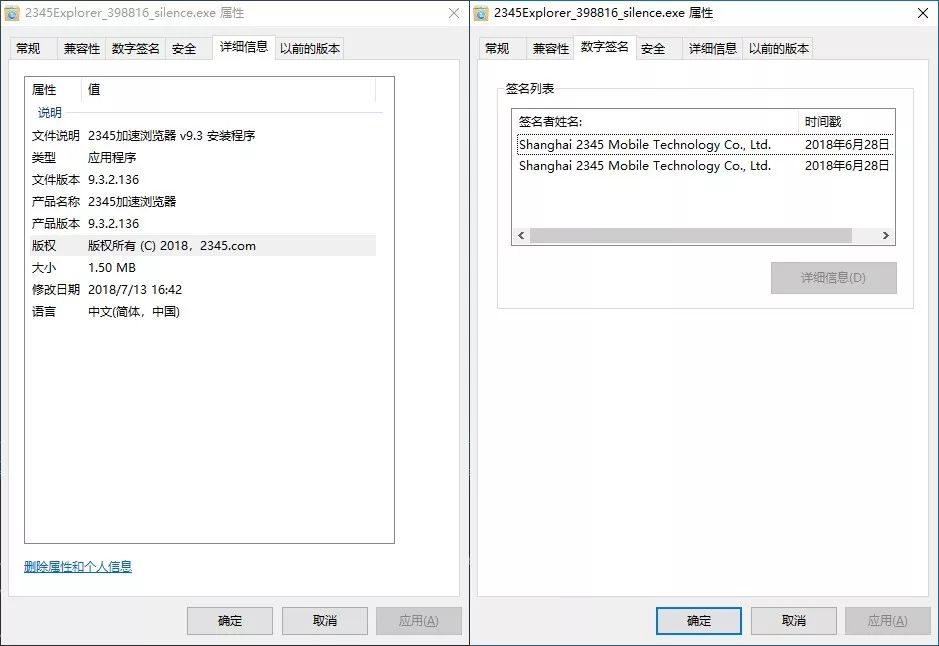 2345Explorer_398816_silence.exe 属性
常规 兼容性 数字签名 安全 详细信息 以前的版本
属性 值
说明
文件说明 2345加速浏览器 v9.3 安装程序
类型 应用程序
文件版本 9.3.2.136
产品名称 2345加速浏览器
产品版本 9.3.2.136
版权 版权所有 (C) 2018，2345.com
大小 1.50 MB
修改日期 2018/7/13 16:42
语言 中文(简体，中国)
删除属性和个人信息
确定 取消 应用(A)
2345Explorer_398816_silence.exe 属性
常规 兼容性 数字签名 安全 详细信息 以前的版本
签名列表
签名者姓名: 时间戳
Shanghai 2345 Mobile Technology Co., Ltd. 2018年6月28日
Shanghai 2345 Mobile Technology Co., Ltd. 2018年6月28日
详细信息(D)
确定 取消 应用(A)